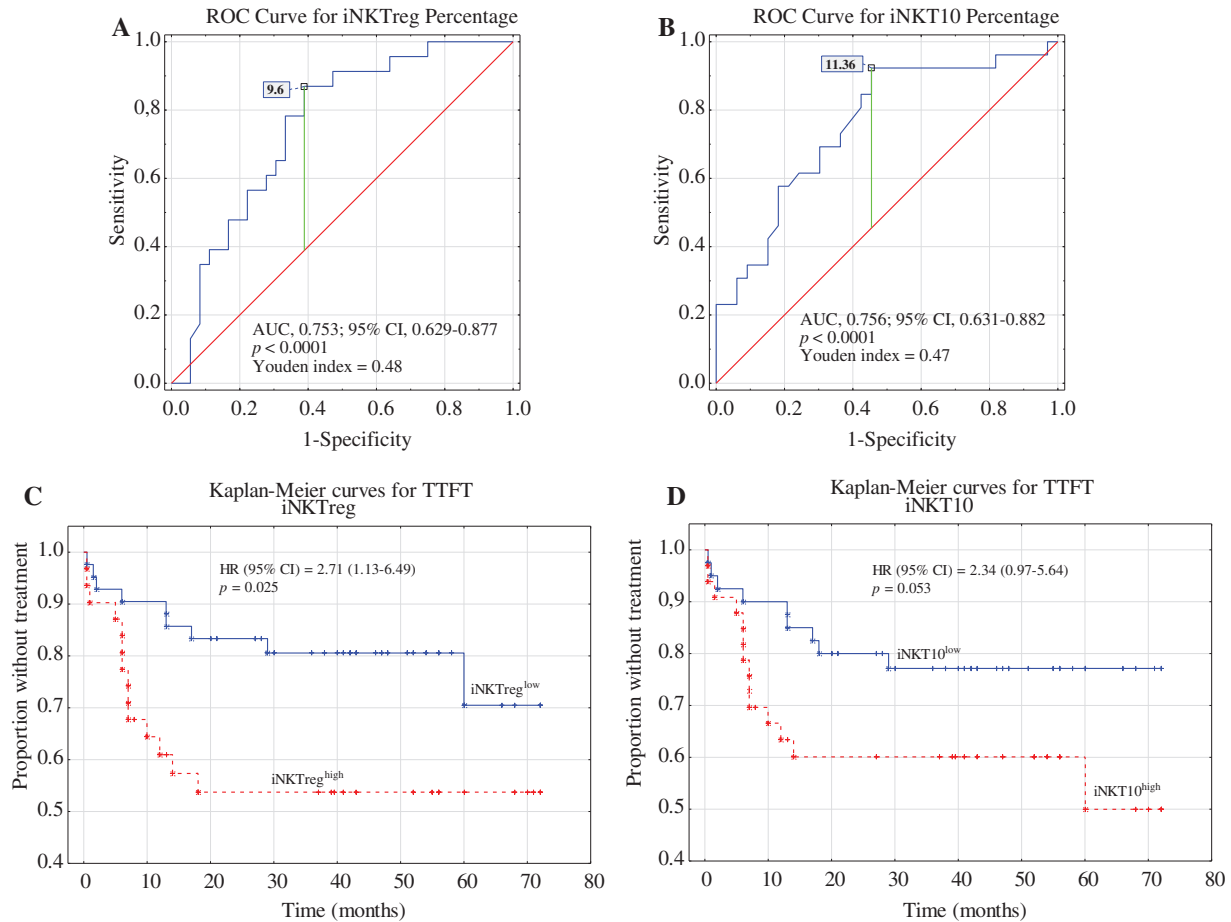 A
ROC Curve for iNKTreg Percentage
1.0
0.8
0.6
0.4
0.2
0.0
Sensitivity
9.6
AUC, 0.753; 95% CI, 0.629-0.877
p < 0.0001
Youden index = 0.48
0.0 0.2 0.4 0.6 0.8 1.0
1-Specificity
B
ROC Curve for iNKT10 Percentage
1.0
0.8
0.6
0.4
0.2
0.0
Sensitivity
11.36
AUC, 0.756; 95% CI, 0.631-0.882
p < 0.0001
Youden index = 0.47
0.0 0.2 0.4 0.6 0.8 1.0
1-Specificity
C
Kaplan-Meier curves for TTFT
iNKTreg
1.0
0.9
0.8
0.7
0.6
0.5
0.4
Proportion without treatment
HR (95% CI) = 2.71 (1.13-6.49)
p = 0.025
iNKTreg^low
iNKTreg^high
0 10 20 30 40 50 60 70 80
Time (months)
D
Kaplan-Meier curves for TTFT
iNKT10
1.0
0.9
0.8
0.7
0.6
0.5
0.4
Proportion without treatment
HR (95% CI) = 2.34 (0.97-5.64)
p = 0.053
iNKT10^low
iNKT10^high
0 10 20 30 40 50 60 70 80
Time (months)